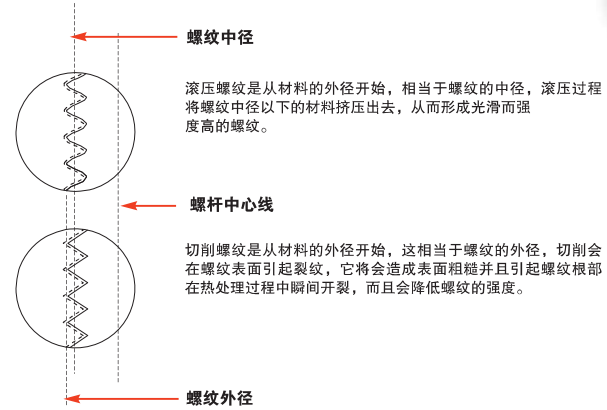 螺纹中径
滚压螺纹是从材料的外径开始，相当于螺纹的中径，滚压过程
将螺纹中径以下的材料挤压出去，从而形成光滑而强
度高的螺纹。
螺杆中心线
切削螺纹是从材料的外径开始，这相当于螺纹的外径，切削会
在螺纹表面引起裂纹，它将会造成表面粗糙并且引起螺纹根部
在热处理过程中瞬间开裂，而且会降低螺纹的强度。
螺纹外径